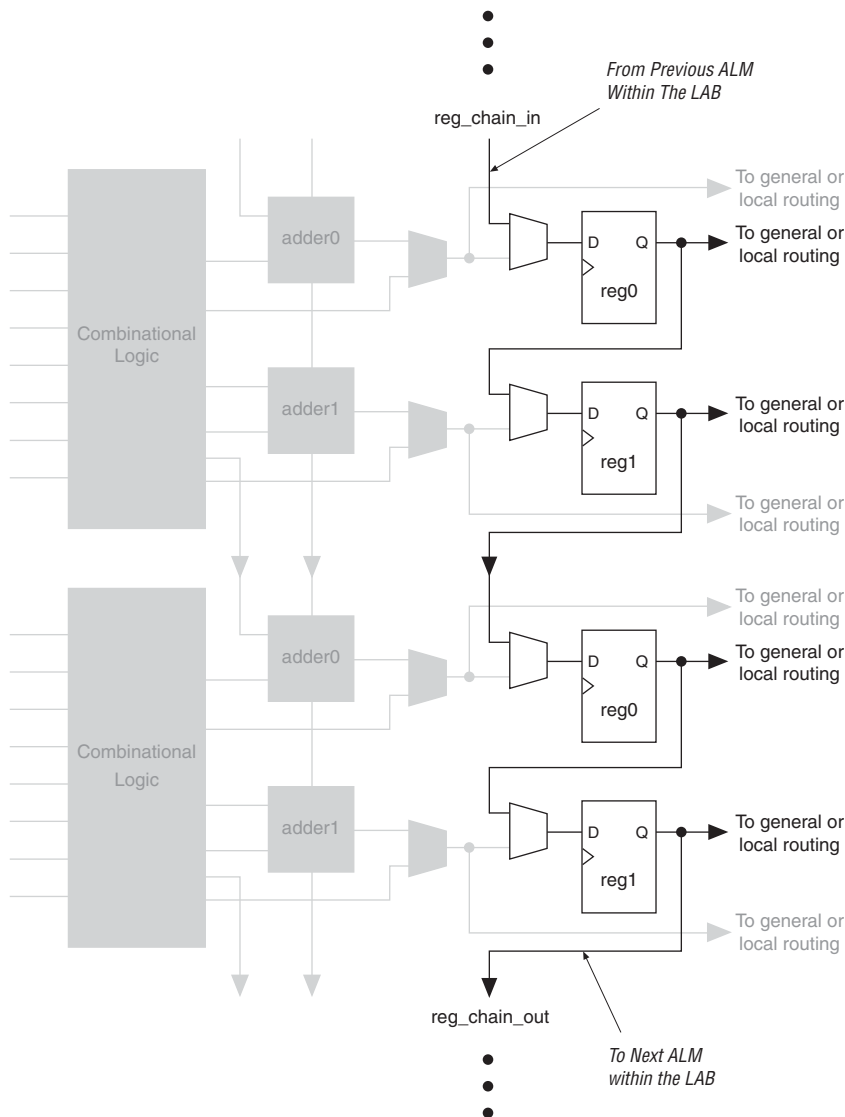 From Previous ALM
Within The LAB
reg_chain_in
To general or
local routing
adder0
D Q
reg0
To general or
local routing
Combinational
Logic
adder1
D Q
reg1
To general or
local routing
To general or
local routing
To general or
local routing
adder0
D Q
reg0
To general or
local routing
Combinational
Logic
adder1
D Q
reg1
To general or
local routing
To general or
local routing
reg_chain_out
To Next ALM
within the LAB